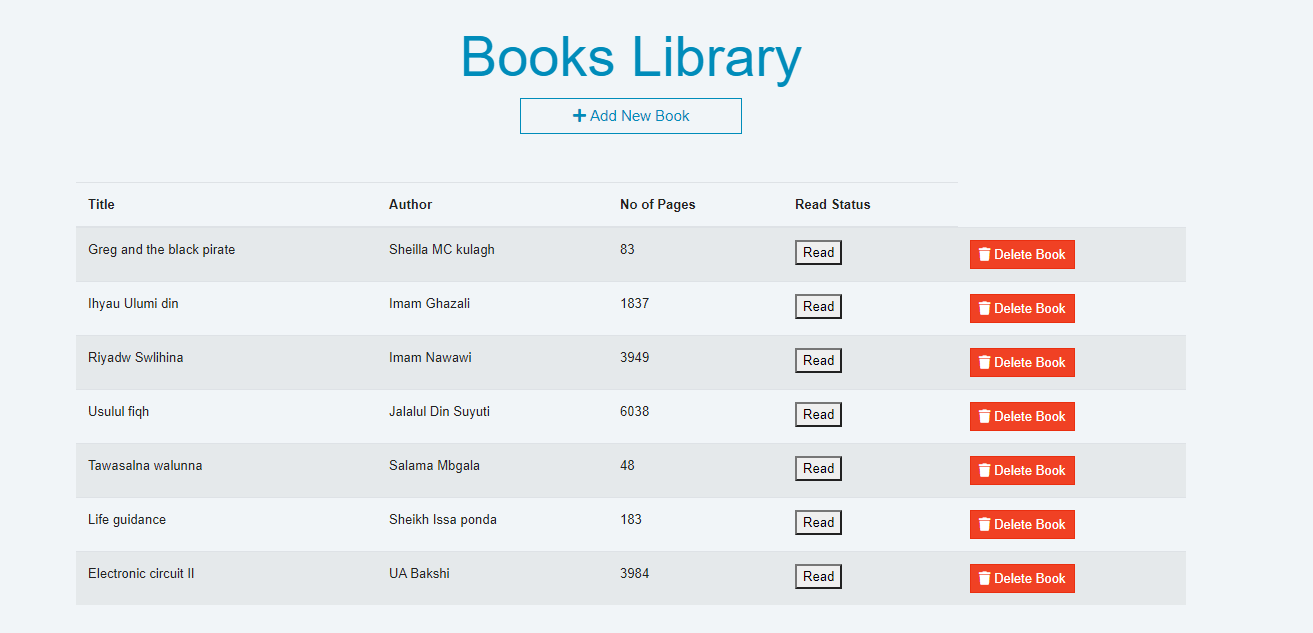 Books Library
Add New Book
Title Author No of Pages Read Status
Greg and the black pirate Sheilla MC kulagh 83 Read Delete Book
Ihyau Ulumi din Imam Ghazali 1837 Read Delete Book
Riyadw Swlihina Imam Nawawi 3949 Read Delete Book
Usulul fiqh Jalalul Din Suyuti 6038 Read Delete Book
Tawasalna walunna Salama Mbgala 48 Read Delete Book
Life guidance Sheikh Issa ponda 183 Read Delete Book
Electronic circuit II UA Bakshi 3984 Read Delete Book